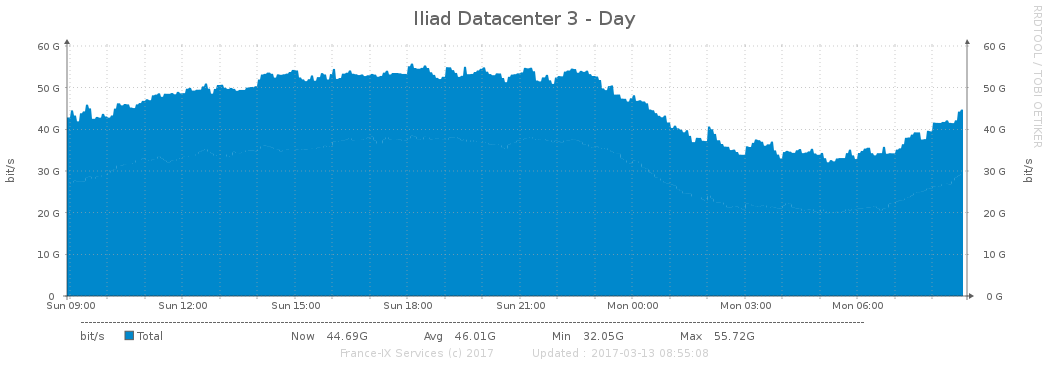 Iliad Datacenter 3 - Day
RRDTOOL / TOBI OETIKER
60 G 60 G
50 G 50 G
40 G 40 G
30 G 30 G
20 G 20 G
10 G 10 G
0 0 G
bit/s bit/s
Sun 09:00 Sun 12:00 Sun 15:00 Sun 18:00 Sun 21:00 Mon 00:00 Mon 03:00 Mon 06:00
bit/s Total Now 44.69G Avg 46.01G Min 32.05G Max 55.72G
France-IX Services (c) 2017 Updated : 2017-03-13 08:55:08